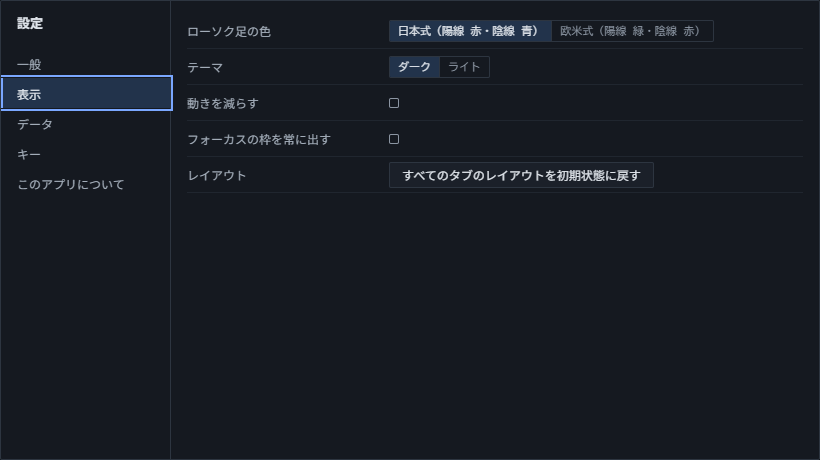 設定
一般
表示
データ
キー
このアプリについて
ローソク足の色
日本式（陽線 赤・陰線 青）
欧米式（陽線 緑・陰線 赤）
テーマ
ダーク
ライト
動きを減らす
フォーカスの枠を常に出す
レイアウト
すべてのタブのレイアウトを初期状態に戻す